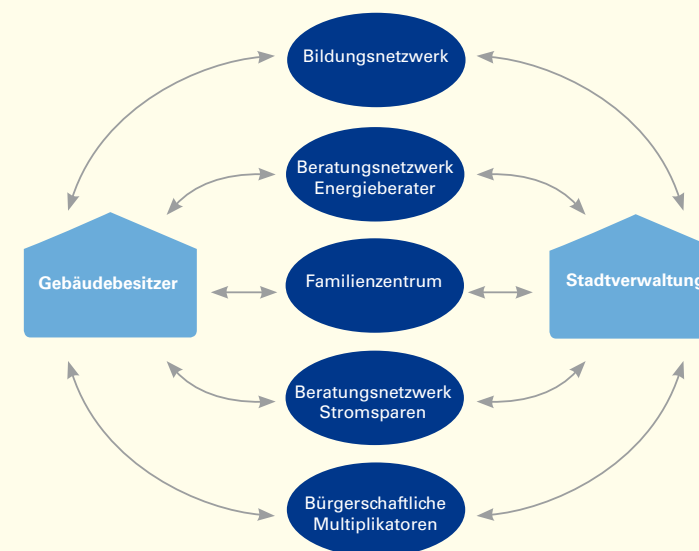 Bildungsnetzwerk
Beratungsnetzwerk
Energieberater
Gebäudebesitzer
Familienzentrum
Stadtverwaltung
Beratungsnetzwerk
Stromsparen
Bürgerschaftliche
Multiplikatoren